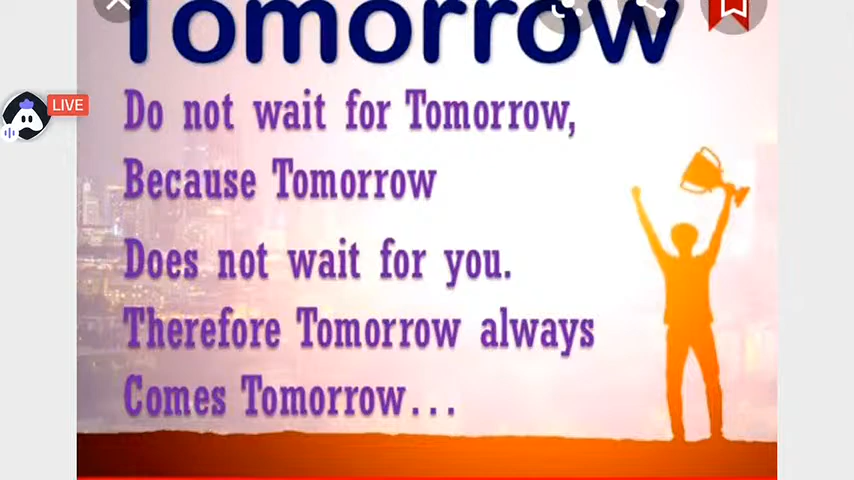 Tomorrow
LIVE
Do not wait for Tomorrow,
Because Tomorrow
Does not wait for you.
Therefore Tomorrow always
Comes Tomorrow...